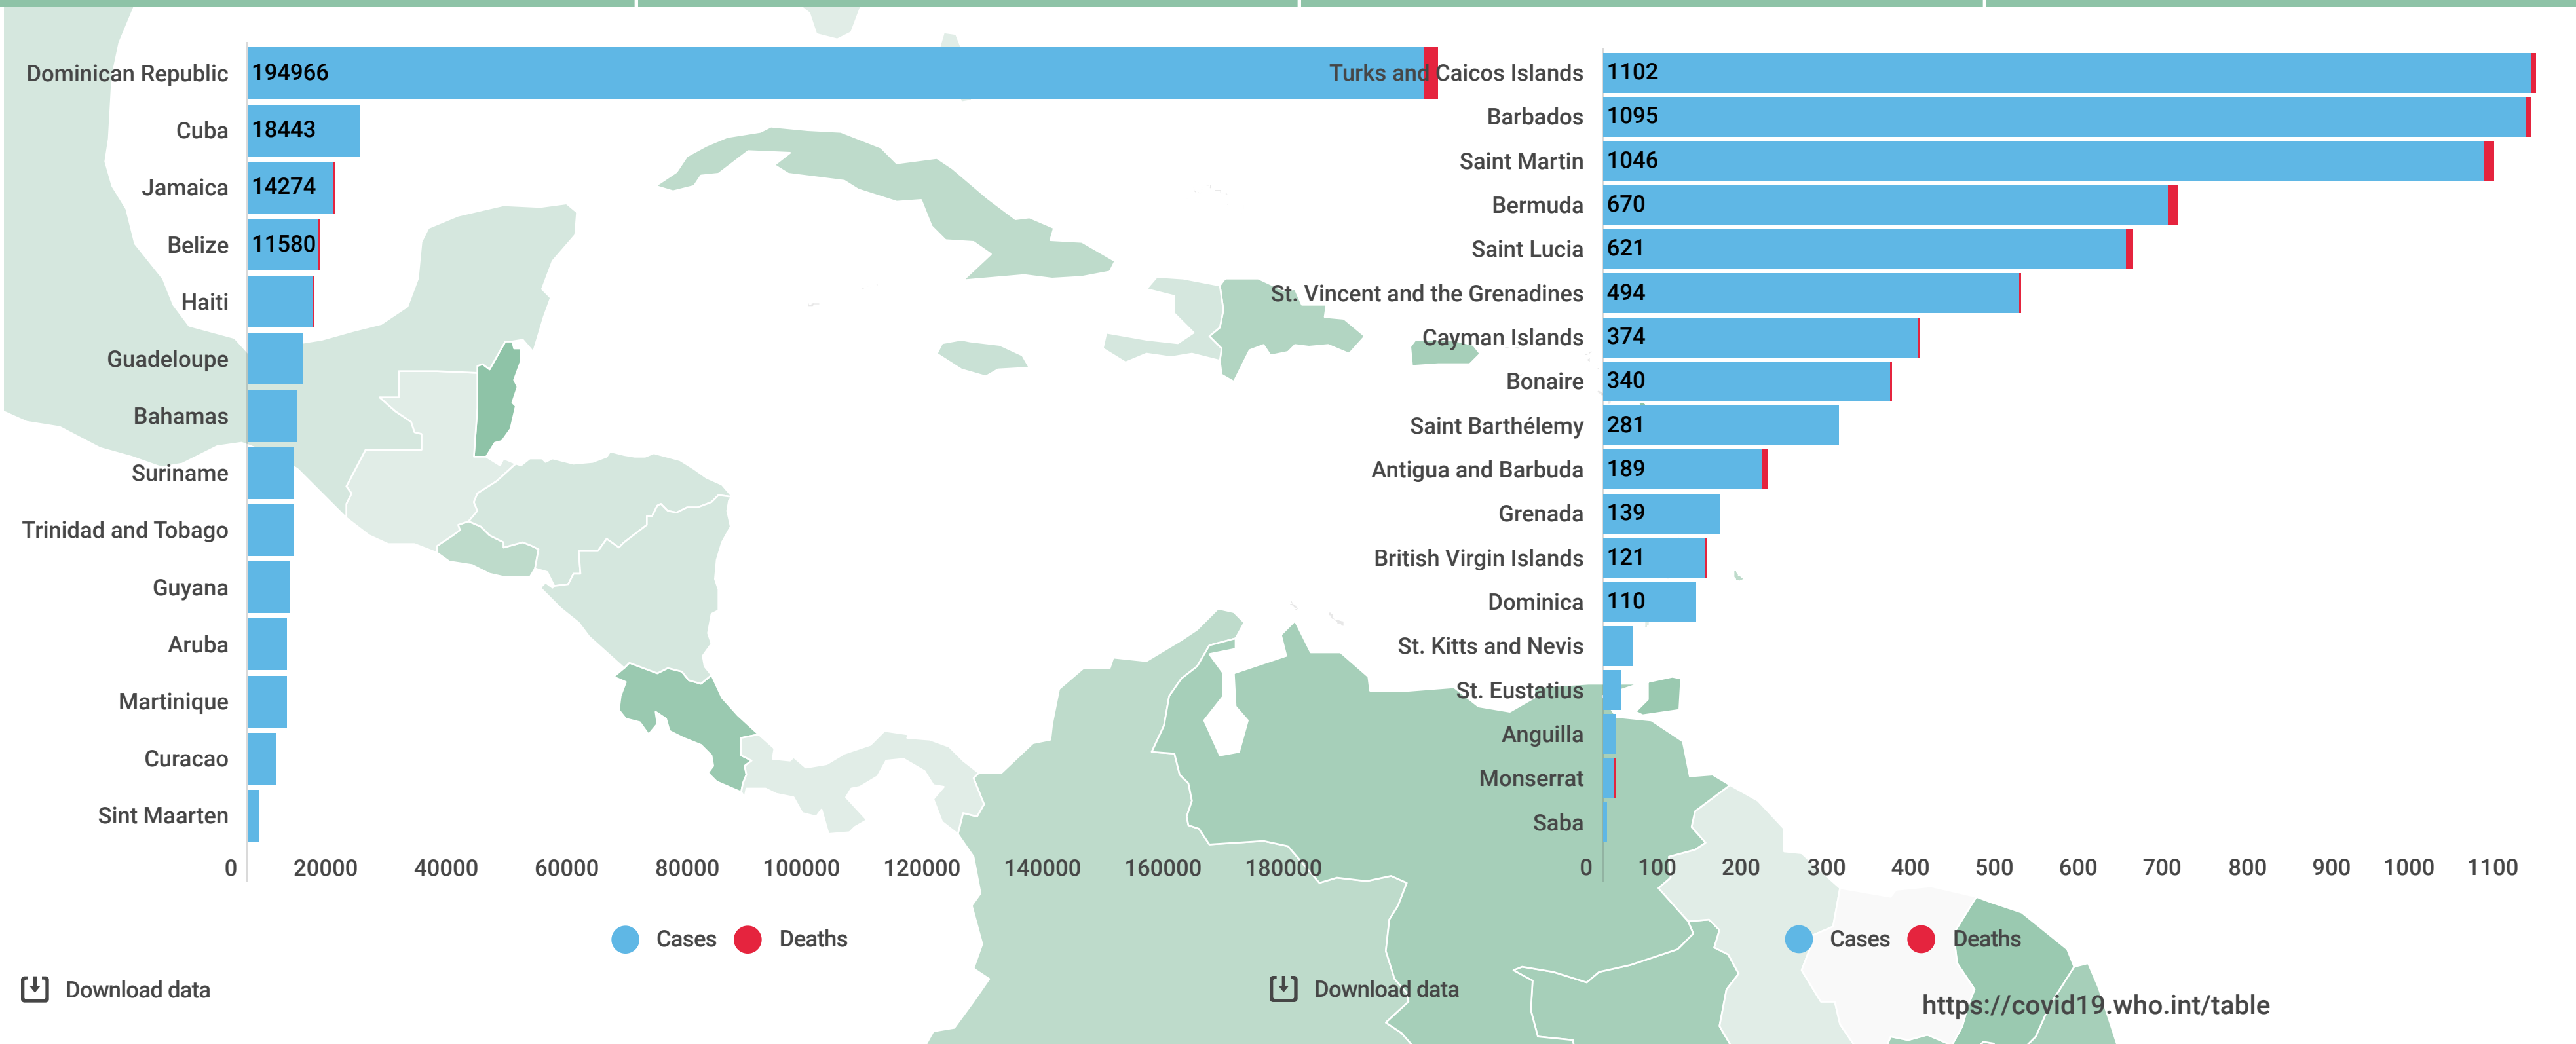 Dominican Republic 194966
Cuba 18443
Jamaica 14274
Belize 11580
Haiti
Guadeloupe
Bahamas
Suriname
Trinidad and Tobago
Guyana
Aruba
Martinique
Curacao
Sint Maarten
0 20000 40000 60000 80000 100000 120000 140000 160000 180000
Cases Deaths
Download data
Turks and Caicos Islands 1102
Barbados 1095
Saint Martin 1046
Bermuda 670
Saint Lucia 621
St. Vincent and the Grenadines 494
Cayman Islands 374
Bonaire 340
Saint Barthélemy 281
Antigua and Barbuda 189
Grenada 139
British Virgin Islands 121
Dominica 110
St. Kitts and Nevis
St. Eustatius
Anguilla
Monserrat
Saba
0 100 200 300 400 500 600 700 800 900 1000 1100
Cases Deaths
Download data
https://covid19.who.int/table